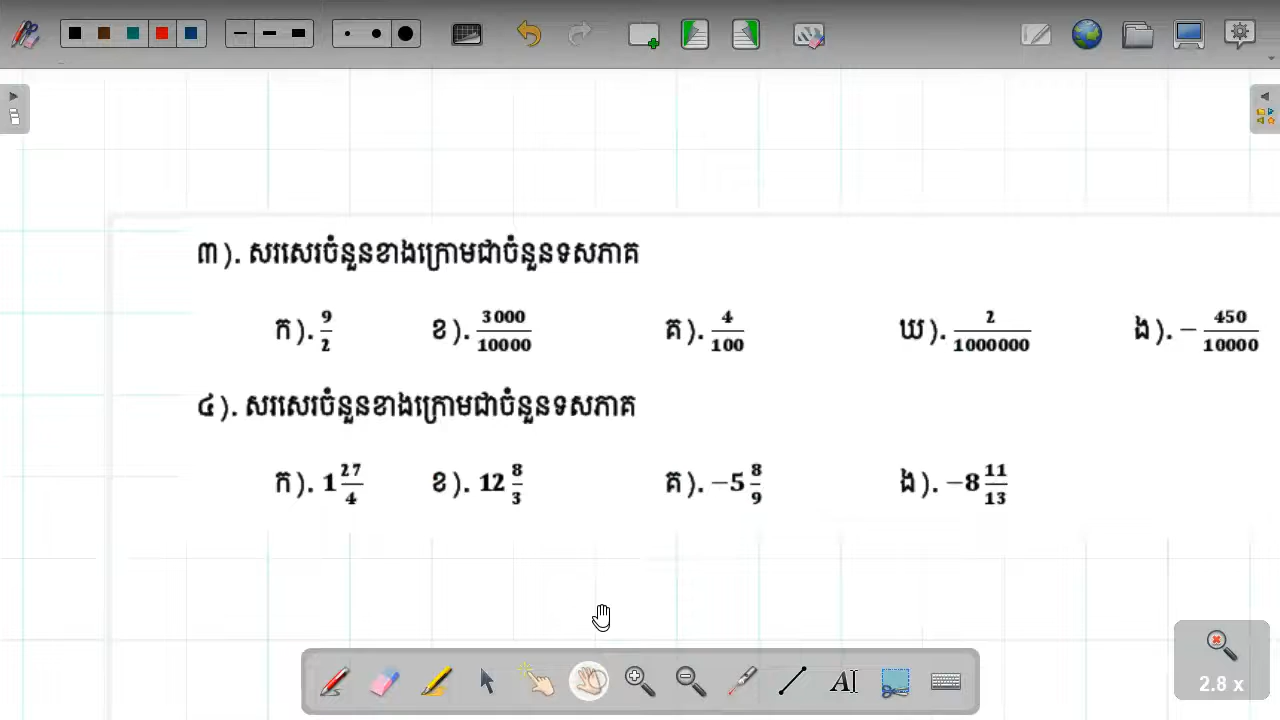 ៣). សរសេរចំនួនខាងក្រោមជាចំនួនទសភាគ
ក). 9/2 ខ). 3000/10000 គ). 4/100 ឃ). 2/1000000 ង). − 450/10000
៤). សរសេរចំនួនខាងក្រោមជាចំនួនទសភាគ
ក). 1 27/4 ខ). 12 8/3 គ). −5 8/9 ង). −8 11/13
AI
2.8 x